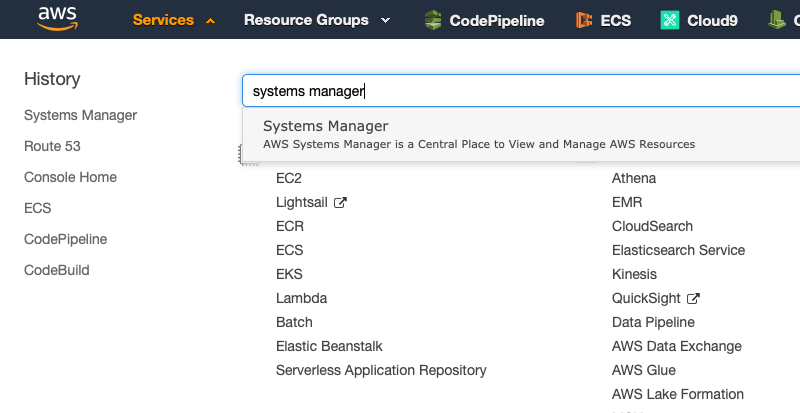 aws
Services
Resource Groups
CodePipeline
ECS
Cloud9
History
Systems Manager
Route 53
Console Home
ECS
CodePipeline
CodeBuild
systems manager
Systems Manager
AWS Systems Manager is a Central Place to View and Manage AWS Resources
EC2
Lightsail
ECR
ECS
EKS
Lambda
Batch
Elastic Beanstalk
Serverless Application Repository
Athena
EMR
CloudSearch
Elasticsearch Service
Kinesis
QuickSight
Data Pipeline
AWS Data Exchange
AWS Glue
AWS Lake Formation